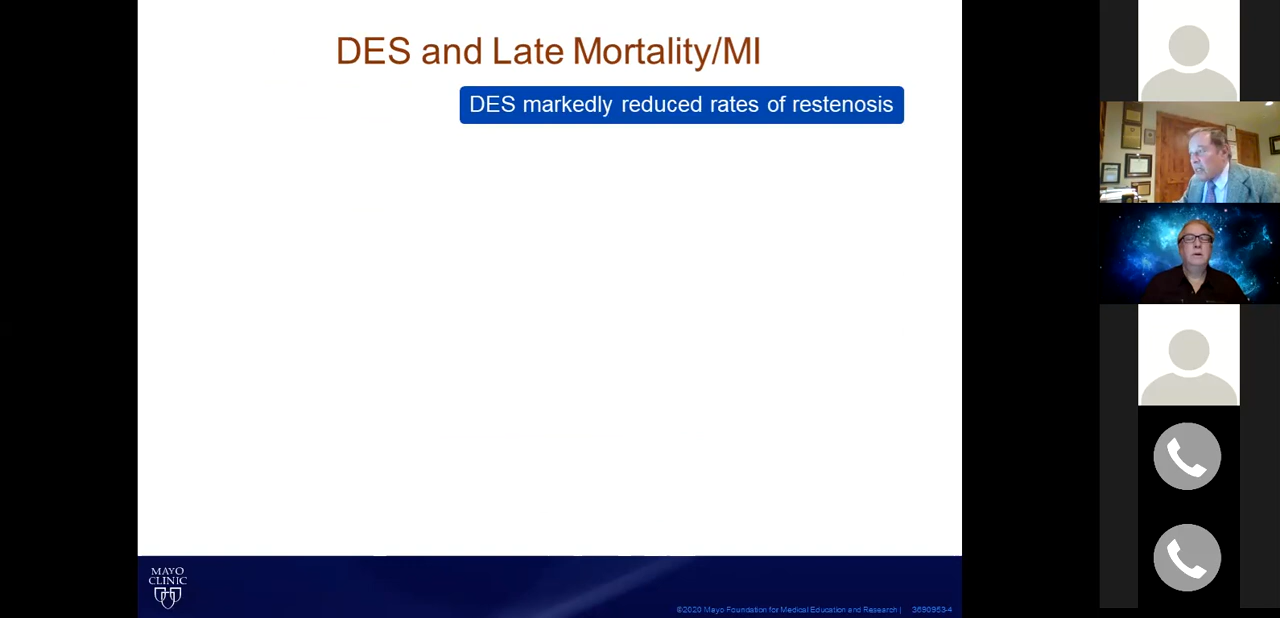 DES and Late Mortality/MI
DES markedly reduced rates of restenosis
MAYO
CLINIC
©2020 Mayo Foundation for Medical Education and Research | 3690953-4